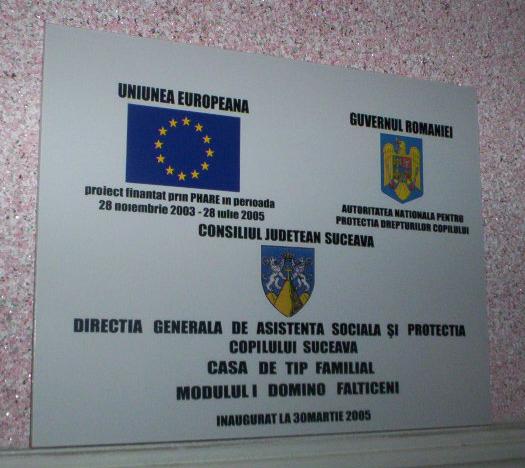 UNIUNEA EUROPEANA
proiect finantat prin PHARE in perioada
28 noiembrie 2003 - 28 iulie 2005
GUVERNUL ROMANIEI
AUTORITATEA NATIONALA PENTRU
PROTECTIA DREPTURILOR COPILULUI
CONSILIUL JUDETEAN SUCEAVA
DIRECTIA GENERALA DE ASISTENTA SOCIALA ŞI PROTECTIA
COPILULUI SUCEAVA
CASA DE TIP FAMILIAL
MODULUL I DOMINO FALTICENI
INAUGURAT LA 30MARTIE 2005